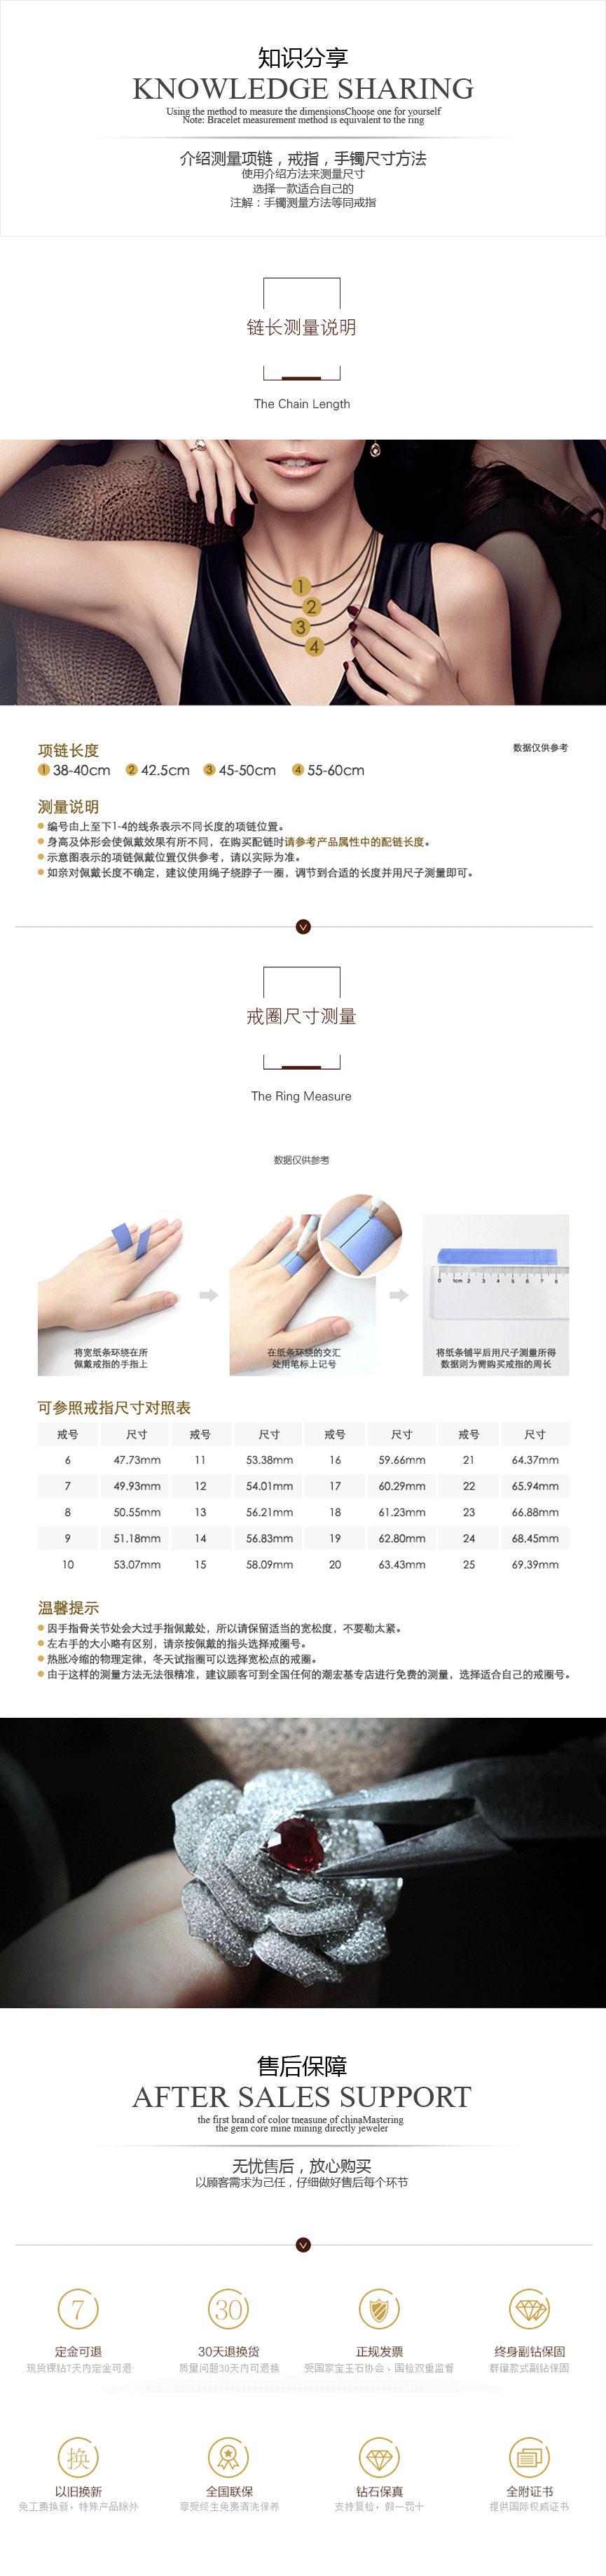 知识分享
KNOWLEDGE SHARING
Using the method to measure the dimensionsChoose one for yourself
Note: Bracelet measurement method is equivalent to the ring
介绍测量项链，戒指，手镯尺寸方法
使用介绍方法来测量尺寸
选择一款适合自己的
注解：手镯测量方法等同戒指
链长测量说明
The Chain Length
1
2
3
4
项链长度
数据仅供参考
1 38-40cm 2 42.5cm 3 45-50cm 4 55-60cm
测量说明
编号由上至下1-4的线条表示不同长度的项链位置。
身高及体形会使佩戴效果有所不同，在购买配链时请参考产品属性中的配链长度。
示意图表示的项链佩戴位置仅供参考，请以实际为准。
如亲对佩戴长度不确定，建议使用绳子绕脖子一圈，调节到合适的长度并用尺子测量即可。
戒圈尺寸测量
The Ring Measure
数据仅供参考
0 1cm 2 3 4 5 6 7 8
将宽纸条环绕在所
佩戴戒指的手指上
在纸条环绕的交汇
处用笔标上记号
将纸条铺平后用尺子测量所得
数据则为需购买戒指的周长
可参照戒指尺寸对照表
戒号 尺寸 戒号 尺寸 戒号 尺寸 戒号 尺寸
6 47.73mm 11 53.38mm 16 59.66mm 21 64.37mm
7 49.93mm 12 54.01mm 17 60.29mm 22 65.94mm
8 50.55mm 13 56.21mm 18 61.23mm 23 66.88mm
9 51.18mm 14 56.83mm 19 62.80mm 24 68.45mm
10 53.07mm 15 58.09mm 20 63.43mm 25 69.39mm
温馨提示
因手指骨关节处会大过手指佩戴处，所以请保留适当的宽松度，不要勒太紧。
左右手的大小略有区别，请亲按佩戴的指头选择戒圈号。
热胀冷缩的物理定律，冬天试指圈可以选择宽松点的戒圈。
由于这样的测量方法无法很精准，建议顾客可到全国任何的潮宏基专店进行免费的测量，选择适合自己的戒圈号。
售后保障
AFTER SALES SUPPORT
the first brand of color treasune of chinaMastering
the gem core mine mining directly jeweler
无忧售后，放心购买
以顾客需求为己任，仔细做好售后每个环节
7 30
定金可退 30天退换货 正规发票 终身副钻保固
现货裸钻7天内定金可退 质量问题30天内可退换 受国家宝玉石协会、国检双重监督 群镶款式副钻保固
换
以旧换新 全国联保 钻石保真 全附证书
免工费换新，特殊产品除外 享受终生免费清洗保养 支持复检，假一罚十 提供国际权威证书